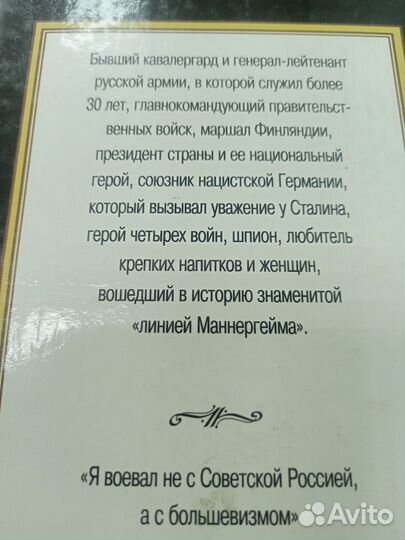 Бывший кавалергард и генерал-лейтенант
русской армии, в которой служил более
30 лет, главнокомандующий правительст-
венных войск, маршал Финляндии,
президент страны и ее национальный
герой, союзник нацистской Германии,
который вызывал уважение у Сталина,
герой четырех войн, шпион, любитель
крепких напитков и женщин,
вошедший в историю знаменитой
«линией Маннергейма».
«Я воевал не с Советской Россией,
а с большевизмом»
Avito